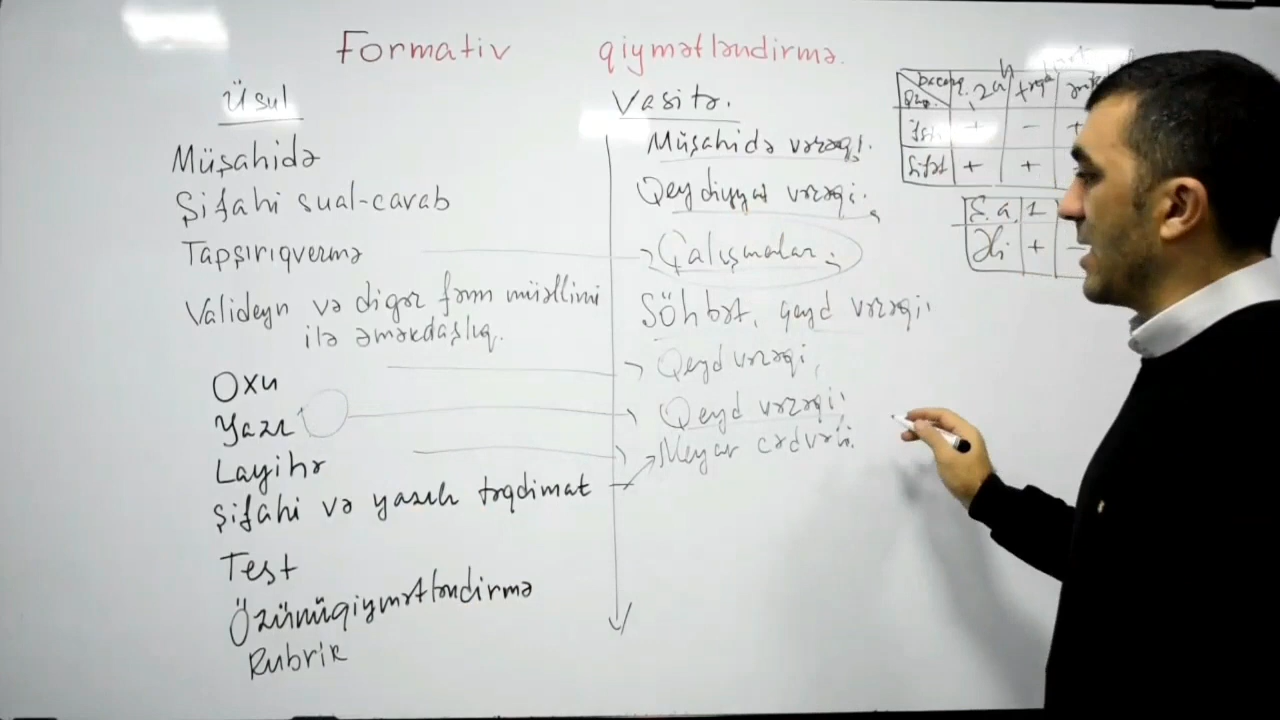 Formativ qiymətləndirmə.
Üsul
Müşahidə
Şifahi sual-cavab
Tapşırıqvermə
Valideyn və digər fənn müəllimi
ilə əməkdaşlıq.
Oxu
Yazı
Layihə
Şifahi və yazılı təqdimat
Test
Özünüqiymətləndirmə
Rubrik
Vasitə.
Müşahidə vərəqi.
Qeydiyyat vərəqi.
Çalışmalar.
Söhbət, qeyd vərəqi.
Qeyd vərəqi,
Qeyd vərəqi,
Meyar cədvəli.
+ - +
+ +
Ş.a. 1
Əli + -